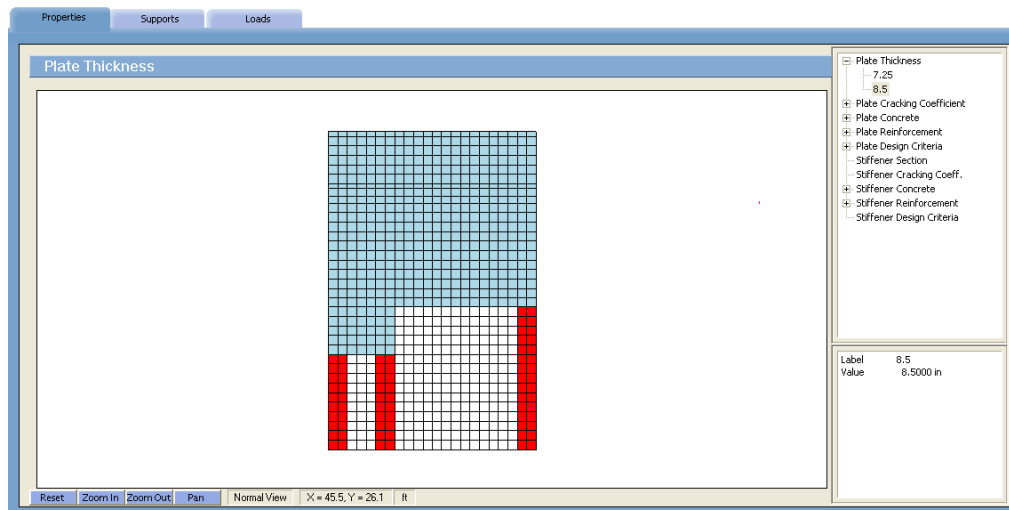 Properties Supports Loads
Plate Thickness
Plate Thickness
7.25
8.5
Plate Cracking Coefficient
Plate Concrete
Plate Reinforcement
Plate Design Criteria
Stiffener Section
Stiffener Cracking Coeff.
Stiffener Concrete
Stiffener Reinforcement
Stiffener Design Criteria
Label 8.5
Value 8.5000 in
Reset Zoom In Zoom Out Pan Normal View X = 45.5, Y = 26.1 ft